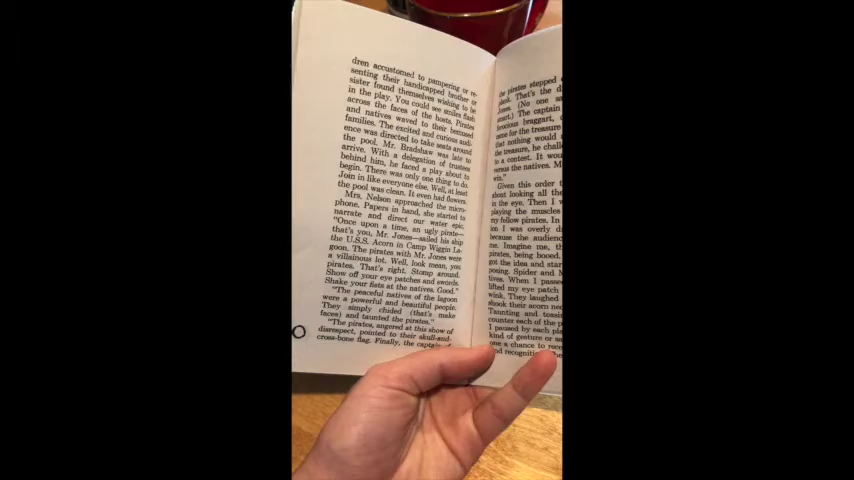 dren accustomed to pampering or re-
senting their handicapped brother or
sister found themselves wishing to be
in the play. You could see smiles flash
across the faces of the hosts. Pirates
and natives waved to their bemused
families. The excited and curious audi-
ence was directed to take seats around
the pool. Mr. Bradshaw was late to
arrive. With a delegation of trustees
behind him, he faced a play about to
begin. There was only one thing to do.
Join in like everyone else. Well, at least
the pool was clean. It even had flowers.
Mrs. Nelson approached the micro-
phone. Papers in hand, she started to
narrate and direct our water epic.
"Once upon a time, an ugly pirate—
that's you, Mr. Jones—sailed his ship
the U.S.S. Acorn in Camp Wiggin La-
goon. The pirates with Mr. Jones were
a villainous lot. Well, look mean, you
pirates. That's right. Stomp around.
Show off your eye patches and swords.
Shake your fists at the natives. Good."
"The peaceful natives of the lagoon
were a powerful and beautiful people.
They simply chided (that's make
faces) and taunted the pirates."
"The pirates, angered at this show of
disrespect, pointed to their skull-and-
cross-bone flag. Finally, the captain of
the pirates stepped
plank. That's the
Jones. (No one
smart.) The captain
ferocious braggart,
name for the treasure
that nothing would
the treasure, he
to a contest. It
versus the natives.
win."
Given this order
about looking all the
in the eye. Then I
playing the muscles
my fellow pirates. In
ion I was overly
because the audien
me. Imagine me,
pirates, being booed.
got the idea and
posing. Spider and
tives. When I passe
lifted my eye patch
wink. They laughed
shook their acorn
Taunting and
counter each of the
I paused by each
kind of gesture or
one a chance to
and